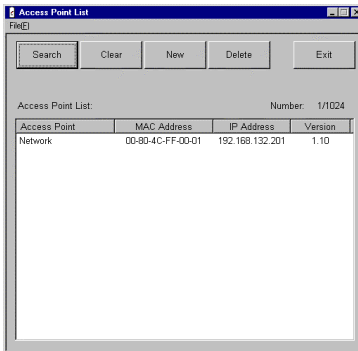 Access Point List
File(F)
Search Clear New Delete Exit
Access Point List: Number: 1/1024
Access Point MAC Address IP Address Version
Network 00-80-4C-FF-00-01 192.168.132.201 1.10